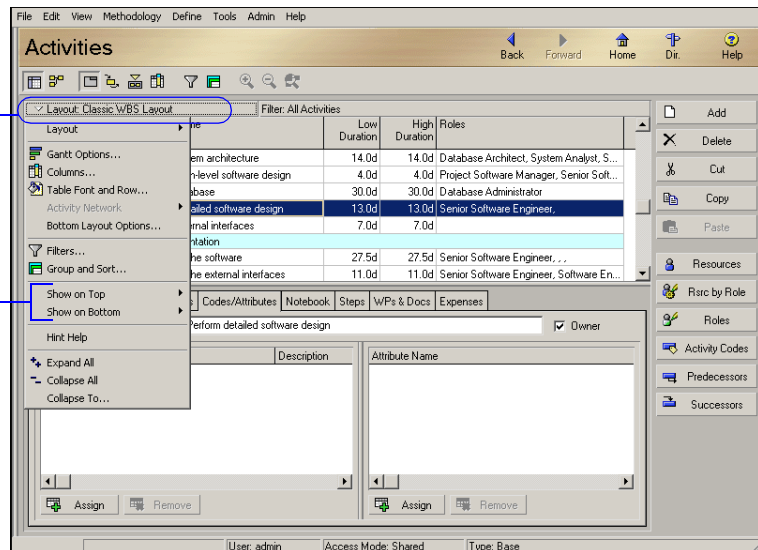 File Edit View Methodology Define Tools Admin Help
Activities
Back Forward Home Dir. Help
Layout: Classic WBS Layout Filter: All Activities
Low Duration High Duration Roles
14.0d 14.0d Database Architect, System Analyst, S...
4.0d 4.0d Project Software Manager, Senior Soft...
30.0d 30.0d Database Administrator
ailed software design 13.0d 13.0d Senior Software Engineer,
7.0d 7.0d
27.5d 27.5d Senior Software Engineer, , ,
he external interfaces 11.0d 11.0d Senior Software Engineer, Software En...
Layout
Gantt Options...
Columns...
Table Font and Row...
Activity Network
Bottom Layout Options...
Filters...
Group and Sort...
Show on Top
Show on Bottom
Hint Help
Expand All
Collapse All
Collapse To...
em architecture
-level software design
abase
rnal interfaces
ntation
he software
s Codes/Attributes Notebook Steps WPs & Docs Expenses
Perform detailed software design Owner
Description Attribute Name
Assign Remove Assign Remove
Add
Delete
Cut
Copy
Paste
Resources
Rsrc by Role
Roles
Activity Codes
Predecessors
Successors
User: admin Access Mode: Shared Type: Base